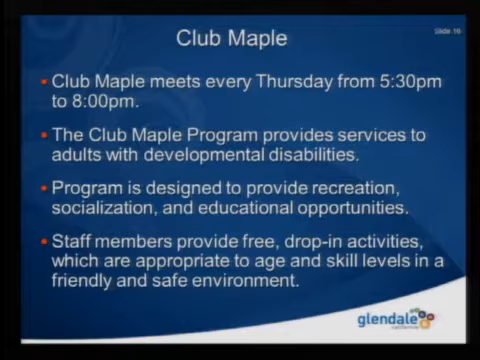 Slide 16
Club Maple
Club Maple meets every Thursday from 5:30pm
to 8:00pm.
The Club Maple Program provides services to
adults with developmental disabilities.
Program is designed to provide recreation,
socialization, and educational opportunities.
Staff members provide free, drop-in activities,
which are appropriate to age and skill levels in a
friendly and safe environment.
glendale